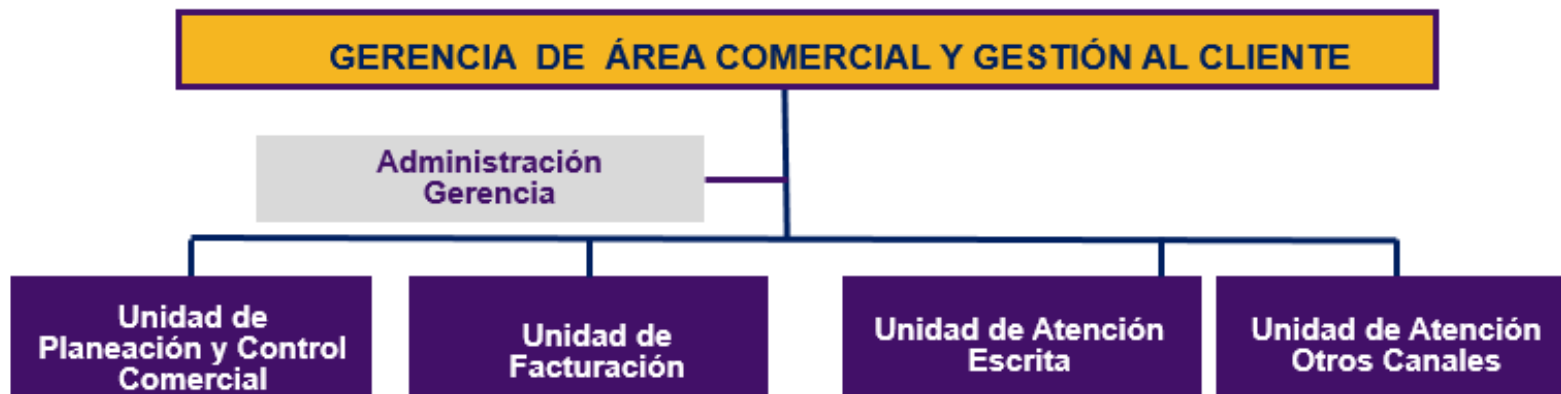 GERENCIA DE ÁREA COMERCIAL Y GESTIÓN AL CLIENTE
Administración
Gerencia
Unidad de
Planeación y Control
Comercial
Unidad de
Facturación
Unidad de Atención
Escrita
Unidad de Atención
Otros Canales